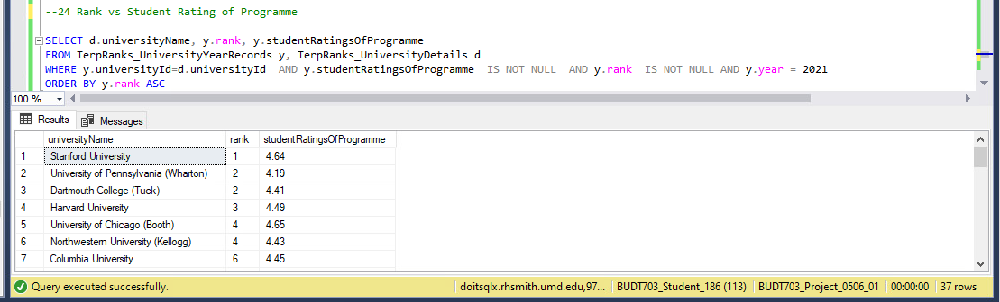 --24 Rank vs Student Rating of Programme
SELECT d.universityName, y.rank, y.studentRatingsOfProgramme
FROM TerpRanks_UniversityYearRecords y, TerpRanks_UniversityDetails d
WHERE y.universityId=d.universityId  AND y.studentRatingsOfProgramme  IS NOT NULL  AND y.rank  IS NOT NULL AND y.year = 2021
ORDER BY y.rank ASC
100 %
Results Messages
universityName rank studentRatingsOfProgramme
1 Stanford University 1 4.64
2 University of Pennsylvania (Wharton) 2 4.19
3 Dartmouth College (Tuck) 2 4.41
4 Harvard University 3 4.49
5 University of Chicago (Booth) 4 4.65
6 Northwestern University (Kellogg) 4 4.43
7 Columbia University 6 4.45
Query executed successfully. doitsqlx.rhsmith.umd.edu,97... BUDT703_Student_186 (113) BUDT703_Project_0506_01 00:00:00 37 rows